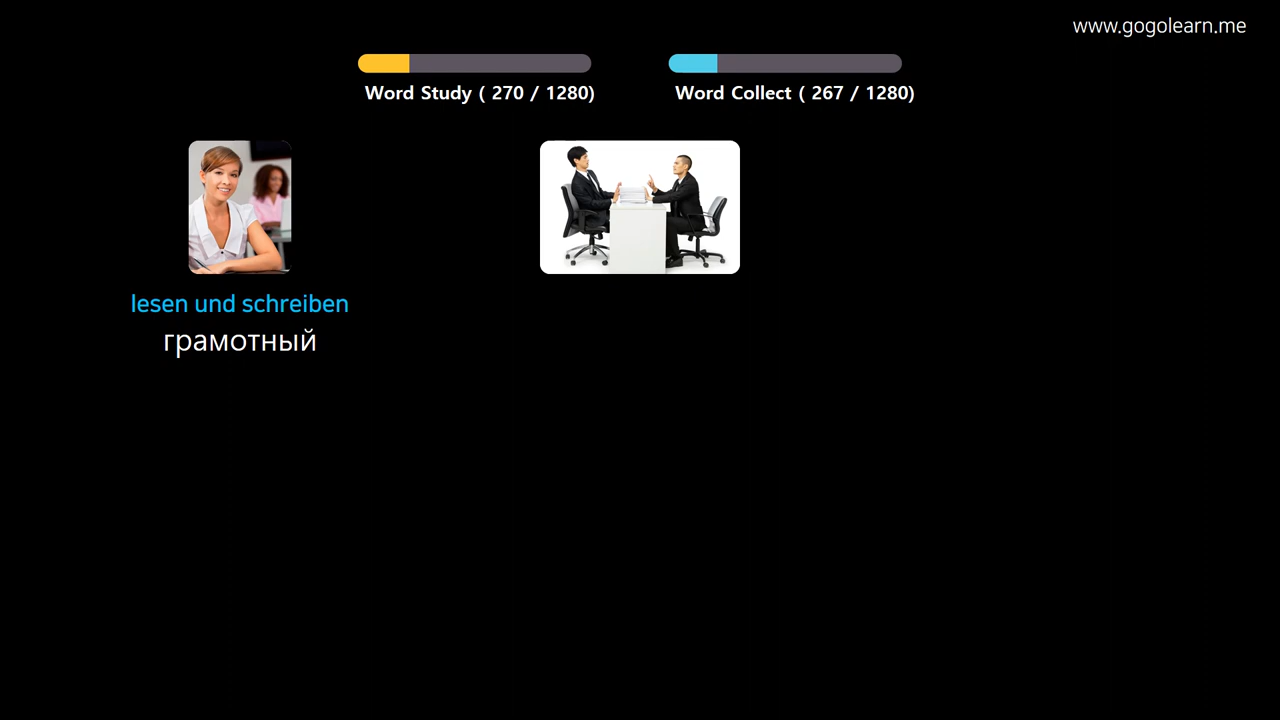 www.gogolearn.me
Word Study ( 270 / 1280)
Word Collect ( 267 / 1280)
lesen und schreiben
грамотный